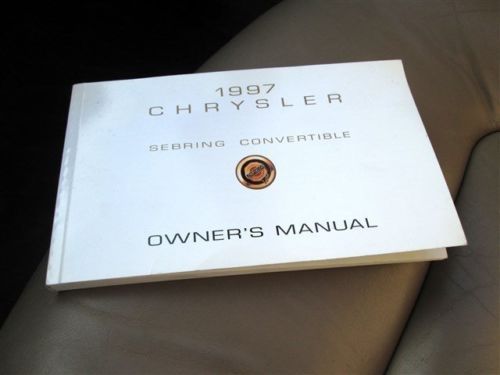 1997
CHRYSLER
SEBRING CONVERTIBLE
OWNER'S MANUAL